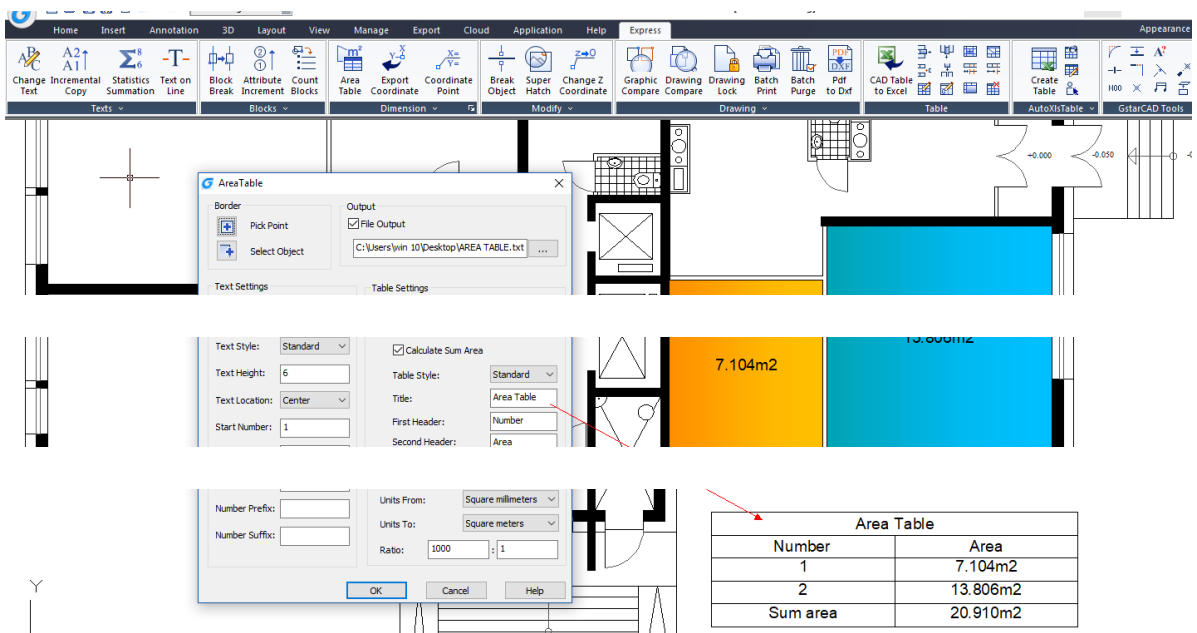 Home Insert Annotation 3D Layout View Manage Export Cloud Application Help Express Appearance
Change Text
Incremental Copy
Statistics Summation
Text on Line
Block Break
Attribute Increment
Count Blocks
Area Table
Export Coordinate
Coordinate Point
Break Object
Super Hatch
Change Z Coordinate
Graphic Compare
Drawing Compare
Drawing Lock
Batch Print
Batch Purge
Pdf to Dxf
CAD Table to Excel
Create Table
Texts Blocks Dimension Modify Drawing Table AutoXlsTable GstarCAD Tools
+0.000
-0.050
AreaTable
Border
Pick Point
Select Object
Output
File Output
C:\Users\win 10\Desktop\AREA TABLE.txt ...
Text Settings
Table Settings
Text Style: Standard
Calculate Sum Area
Text Height: 6
Table Style: Standard
Text Location: Center
Title: Area Table
Start Number: 1
First Header: Number
Second Header: Area
Number Prefix:
Units From: Square millimeters
Number Suffix:
Units To: Square meters
Ratio: 1000 : 1
OK Cancel Help
7.104m2
13.806m2
Area Table
Number Area
1 7.104m2
2 13.806m2
Sum area 20.910m2
Y